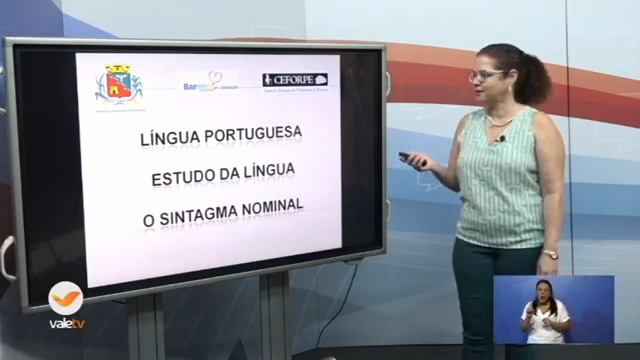 CEFORPE
LÍNGUA PORTUGUESA
ESTUDO DA LÍNGUA
O SINTAGMA NOMINAL
valetv